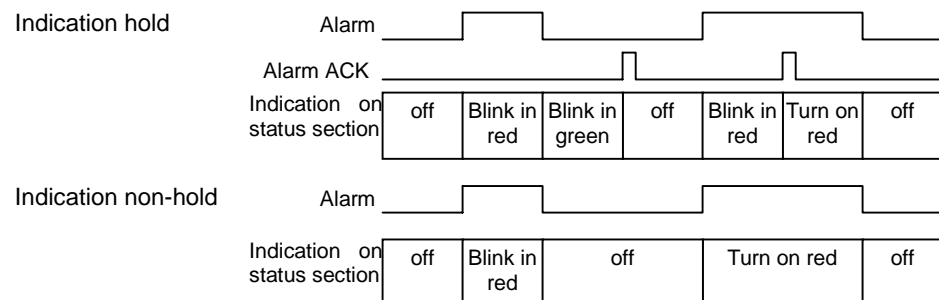 Indication hold
Alarm
Alarm ACK
Indication on status section
off
Blink in red
Blink in green
off
Blink in red
Turn on red
off
Indication non-hold
Alarm
Indication on status section
off
Blink in red
off
Turn on red
off